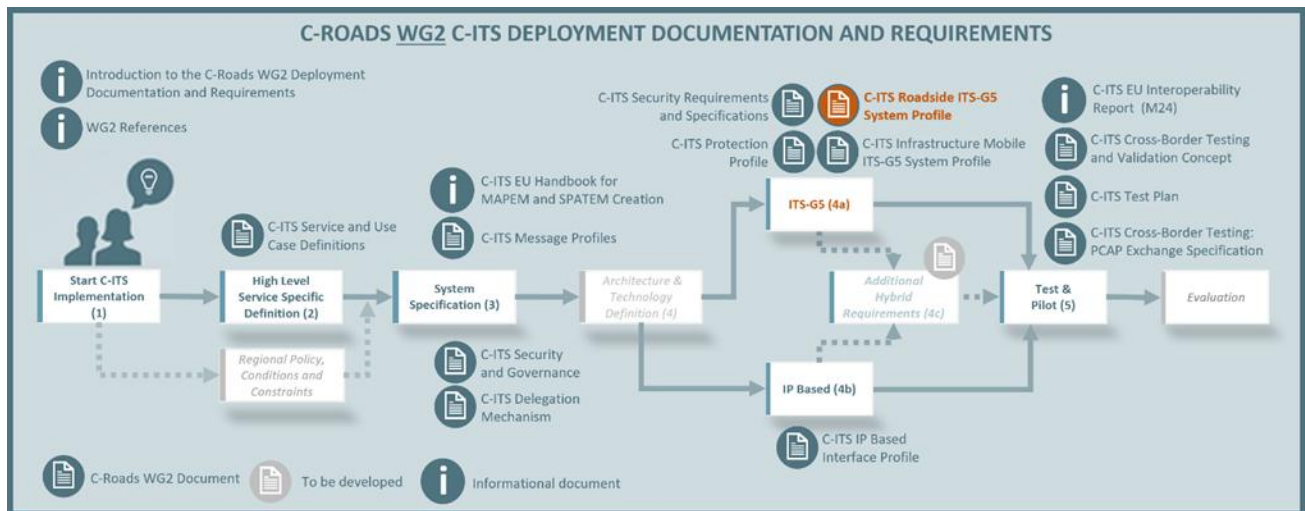 C-ROADS WG2 C-ITS DEPLOYMENT DOCUMENTATION AND REQUIREMENTS
Introduction to the C-Roads WG2 Deployment
Documentation and Requirements
WG2 References
C-ITS Service and Use
Case Definitions
C-ITS EU Handbook for
MAPEM and SPATEM Creation
C-ITS Message Profiles
C-ITS Security Requirements
and Specifications
C-ITS Roadside ITS-G5
System Profile
C-ITS Protection
Profile
C-ITS Infrastructure Mobile
ITS-G5 System Profile
C-ITS EU Interoperability
Report (M24)
C-ITS Cross-Border Testing
and Validation Concept
C-ITS Test Plan
C-ITS Cross-Border Testing:
PCAP Exchange Specification
Start C-ITS
Implementation
(1)
High Level
Service Specific
Definition (2)
System
Specification (3)
Architecture &
Technology
Definition (4)
ITS-G5 (4a)
Additional
Hybrid
Requirements (4c)
Test &
Pilot (5)
Evaluation
Regional Policy,
Conditions and
Constraints
C-ITS Security
and Governance
C-ITS Delegation
Mechanism
IP Based (4b)
C-ITS IP Based
Interface Profile
C-Roads WG2 Document
To be developed
Informational document